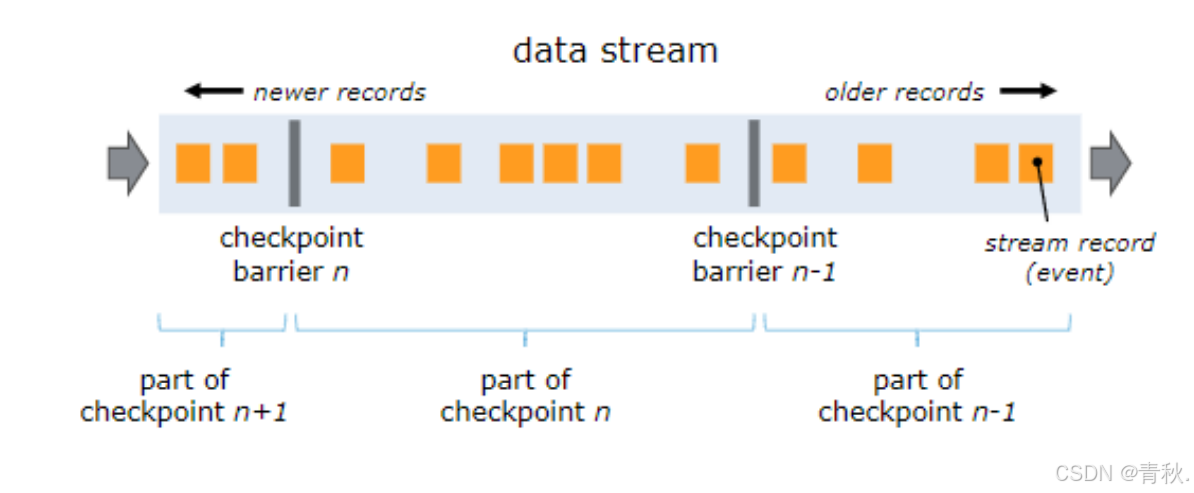 data stream
newer records
older records
checkpoint
barrier n
checkpoint
barrier n-1
stream record
(event)
part of
checkpoint n+1
part of
checkpoint n
part of
checkpoint n-1
CSDN @青秋.